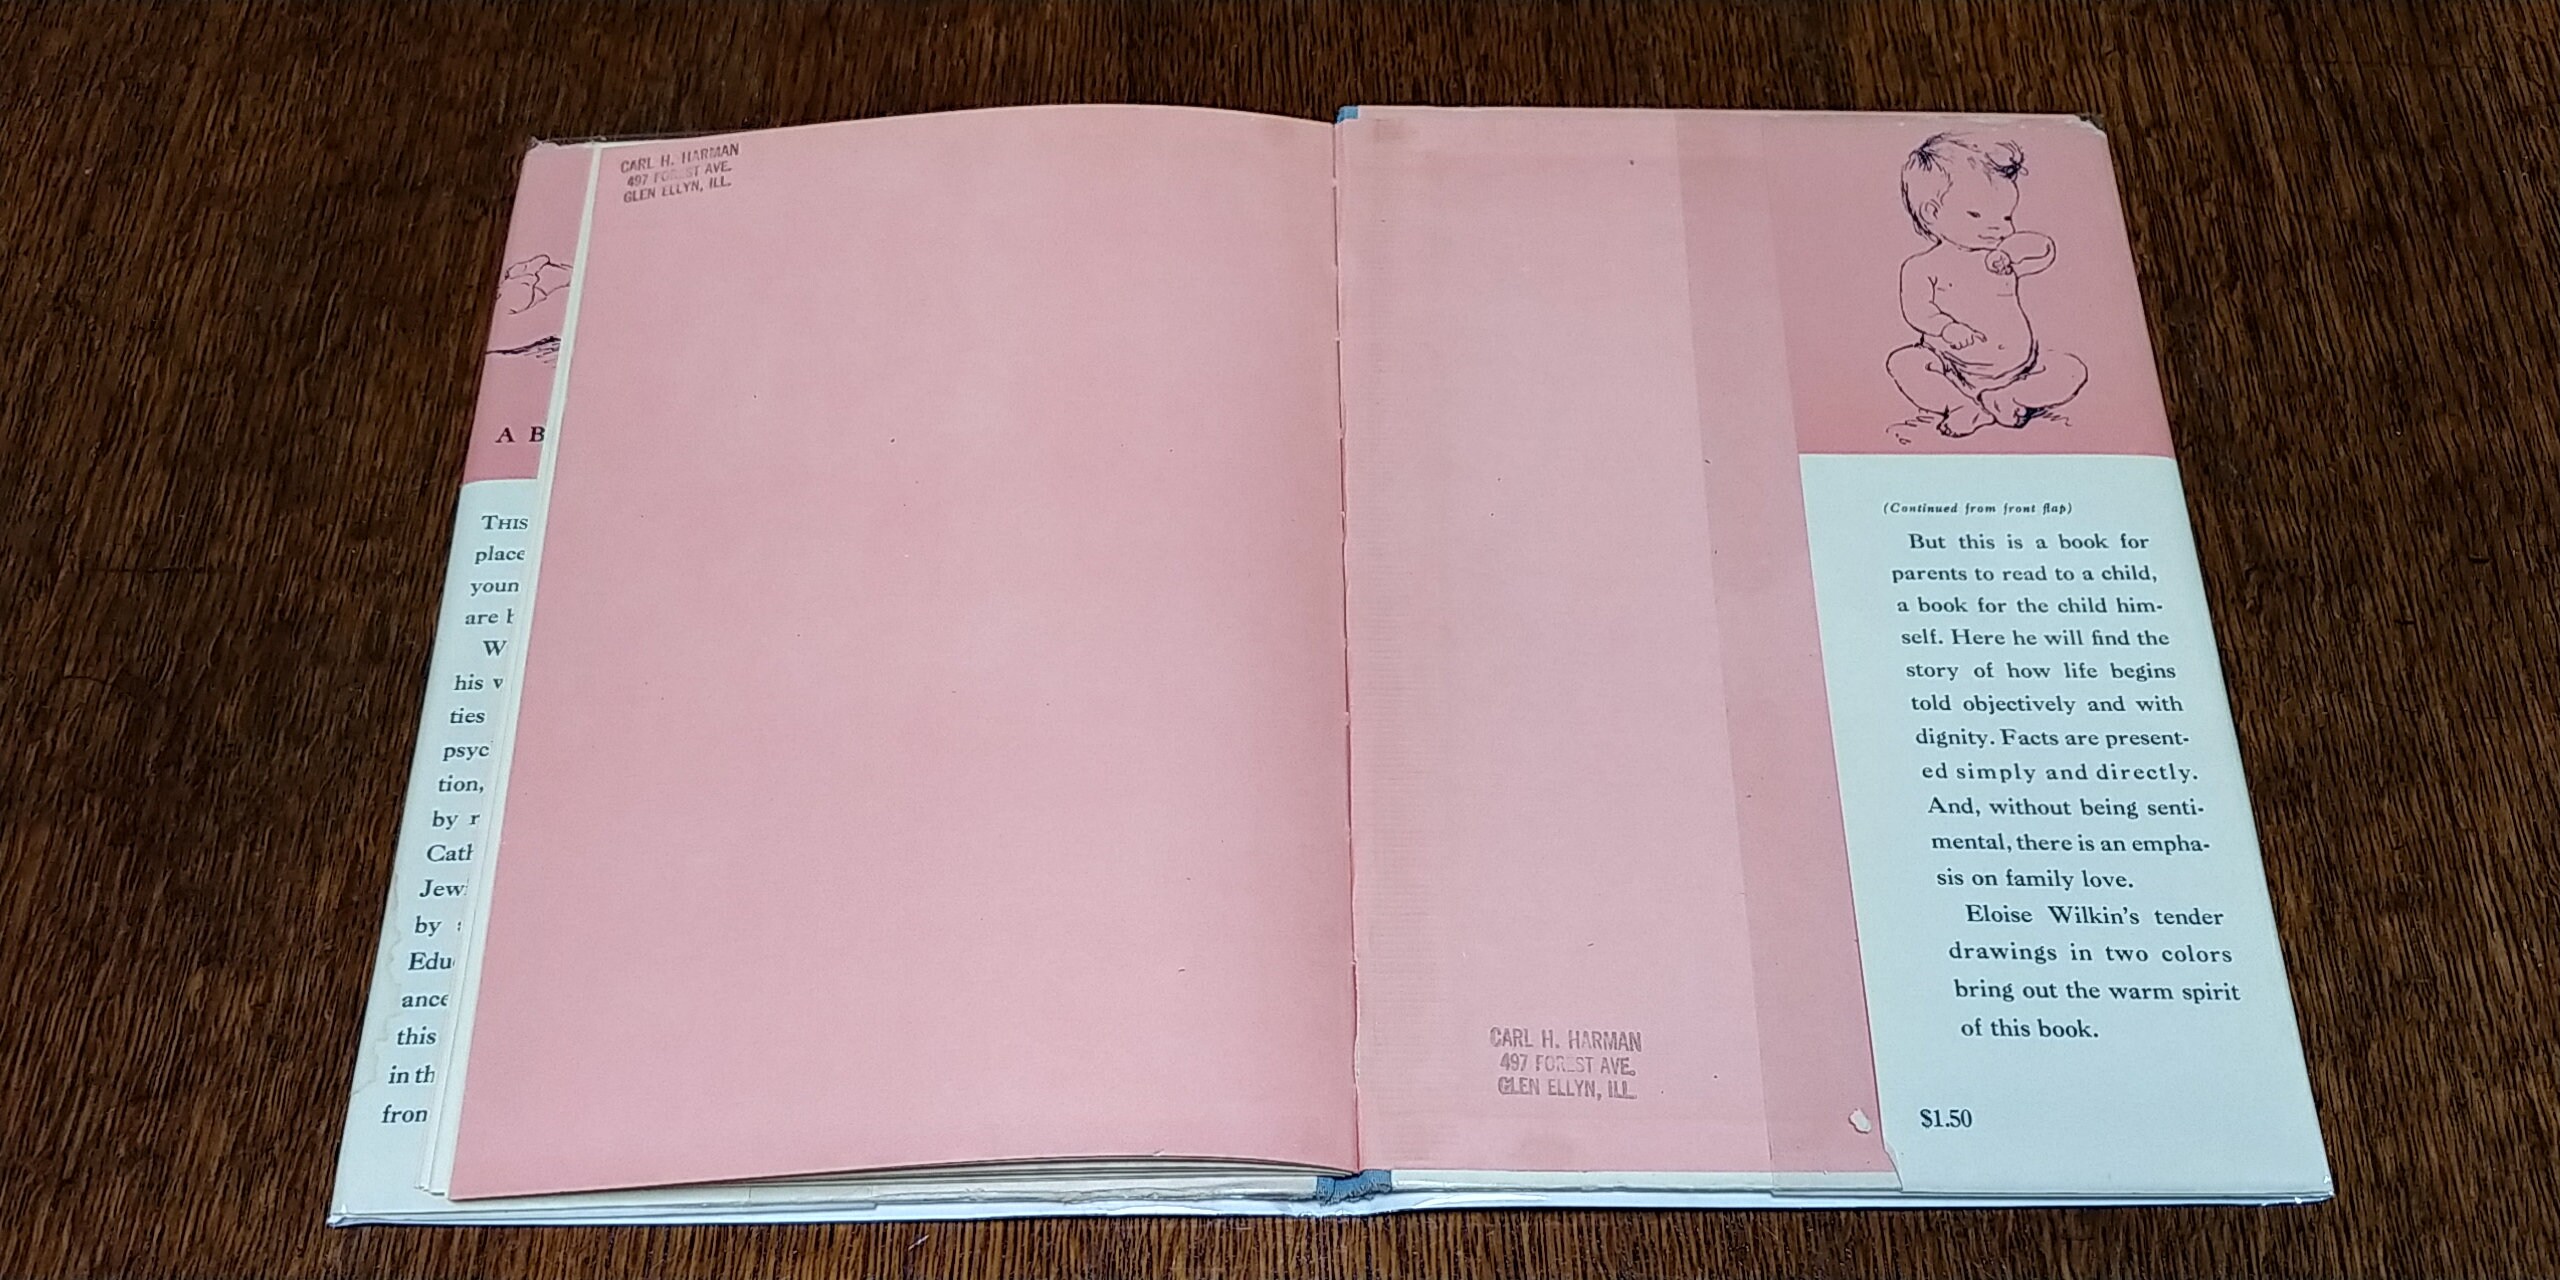 A B
THIS
place
youn
are
W
his
ties
psyc
tion,
by
Cath
Jew
by
Edu
ance
this
in th
from
CARL H. HARMAN
497 FOREST AVE.
GLEN ELLYN, ILL.
CARL H. HARMAN
497 FOREST AVE.
GLEN ELLYN, ILL.
(Continued from front flap)
But this is a book for
parents to read to a child,
a book for the child him-
self. Here he will find the
story of how life begins
told objectively and with
dignity. Facts are present-
ed simply and directly.
And, without being senti-
mental, there is an empha-
sis on family love.
Eloise Wilkin's tender
drawings in two colors
bring out the warm spirit
of this book.
$1.50